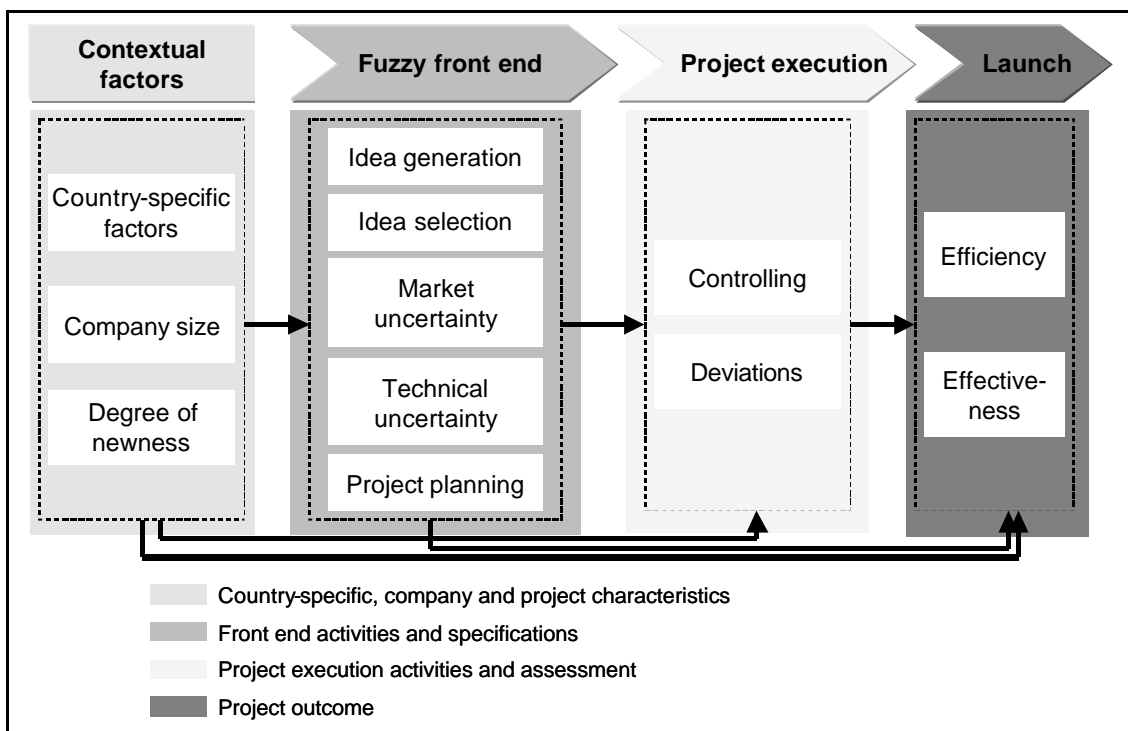 Contextual
factors
Fuzzy front end
Project execution
Launch
Country-specific
factors
Company size
Degree of
newness
Idea generation
Idea selection
Market
uncertainty
Technical
uncertainty
Project planning
Controlling
Deviations
Efficiency
Effective-
ness
Country-specific, company and project characteristics
Front end activities and specifications
Project execution activities and assessment
Project outcome